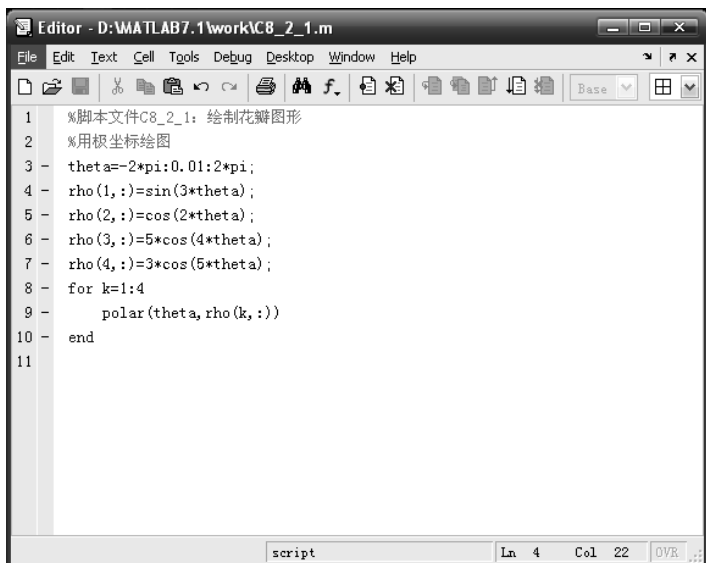 Editor - D:\MATLAB7.1\work\C8_2_1.m
File Edit Text Cell Tools Debug Desktop Window Help
Base
1 %脚本文件C8_2_1: 绘制花瓣图形
2 %用极坐标绘图
3 - theta=-2*pi:0.01:2*pi;
4 - rho(1,:)=sin(3*theta);
5 - rho(2,:)=cos(2*theta);
6 - rho(3,:)=5*cos(4*theta);
7 - rho(4,:)=3*cos(5*theta);
8 - for k=1:4
9 - polar(theta,rho(k,:))
10 - end
11
script Ln 4 Col 22 OVR